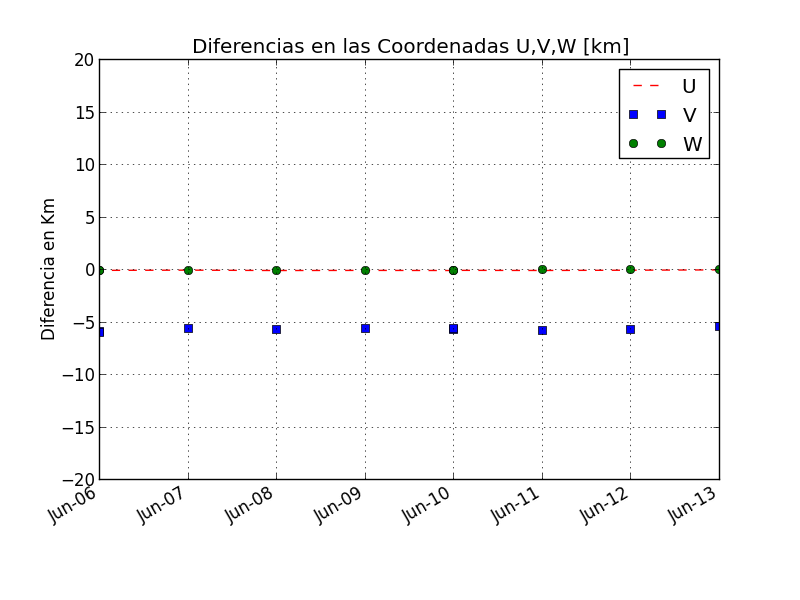 Diferencias en las Coordenadas U,V,W [km]
U
V
W
Diferencia en Km
20
15
10
5
0
−5
−10
−15
−20
Jun-06
Jun-07
Jun-08
Jun-09
Jun-10
Jun-11
Jun-12
Jun-13